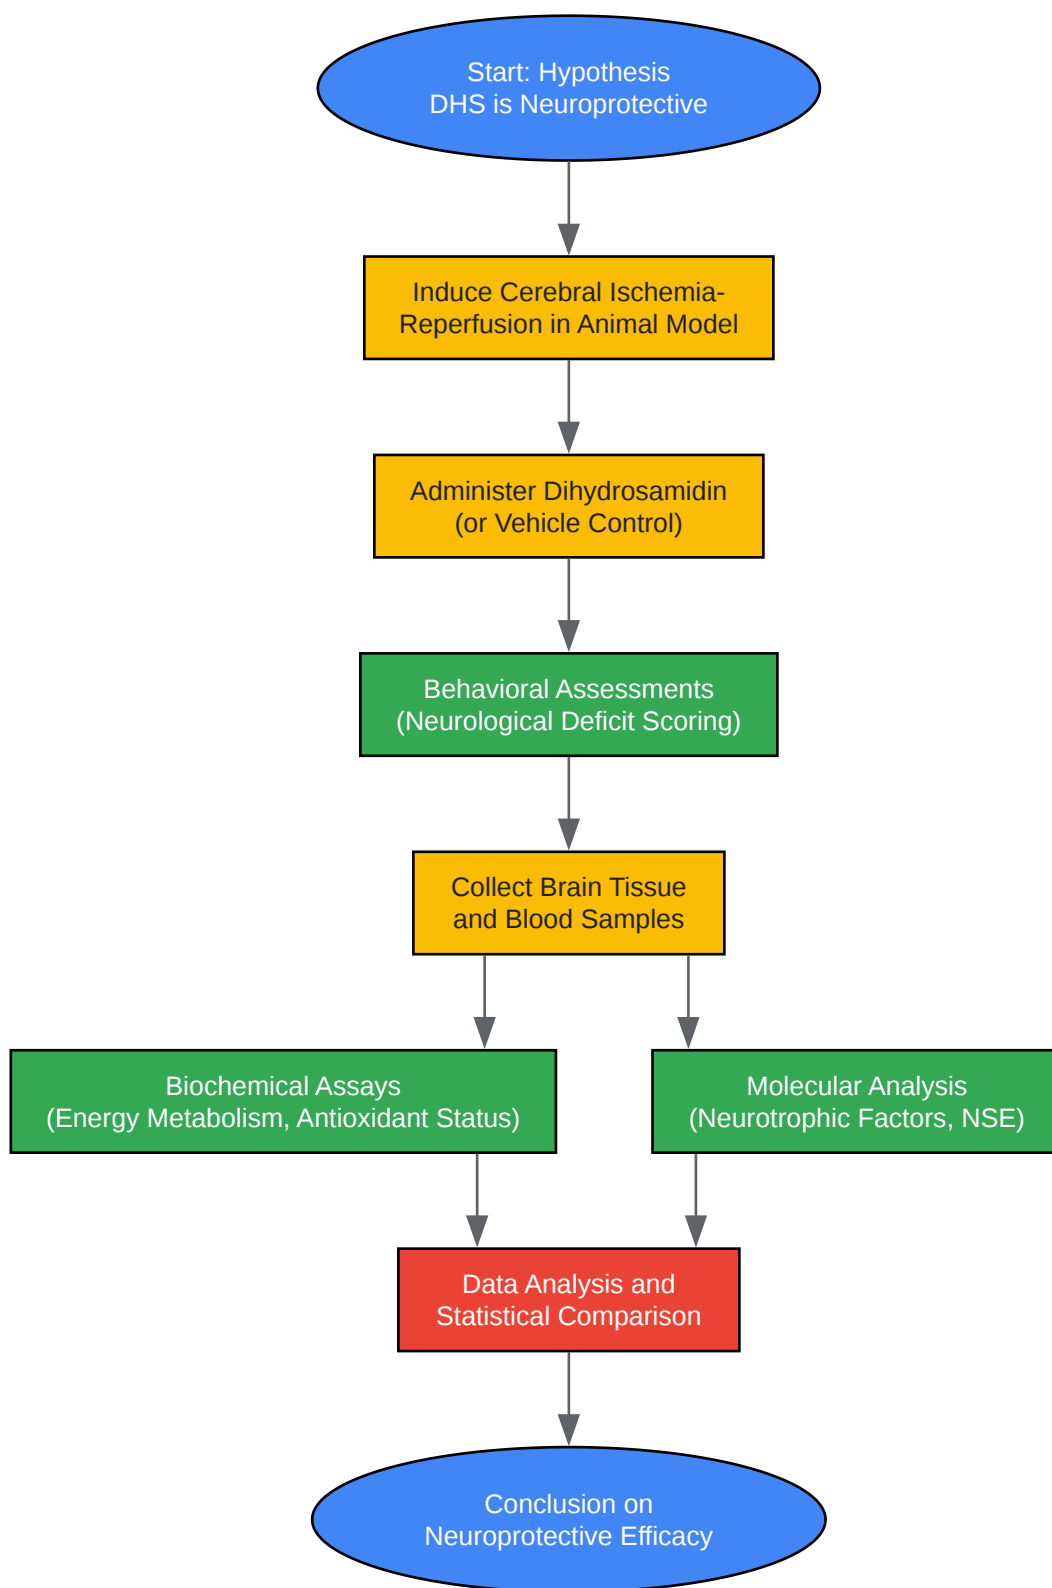 Start: Hypothesis
DHS is Neuroprotective
Induce Cerebral Ischemia-
Reperfusion in Animal Model
Administer Dihydrosamidin
(or Vehicle Control)
Behavioral Assessments
(Neurological Deficit Scoring)
Collect Brain Tissue
and Blood Samples
Biochemical Assays
(Energy Metabolism, Antioxidant Status)
Molecular Analysis
(Neurotrophic Factors, NSE)
Data Analysis and
Statistical Comparison
Conclusion on
Neuroprotective Efficacy